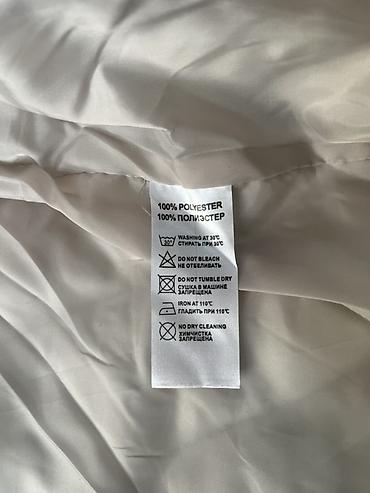 100% POLYESTER
100% ПОЛИЭСТЕР
30°
WASHING AT 30℃
СТИРАТЬ ПРИ 30℃
DO NOT BLEACH
НЕ ОТБЕЛИВАТЬ
DO NOT TUMBLE DRY
СУШКА В МАШИНЕ
ЗАПРЕЩЕНА
IRON AT 110℃
ГЛАДИТЬ ПРИ 110℃
NO DRY CLEANING
ХИМЧИСТКА
ЗАПРЕЩЕНА